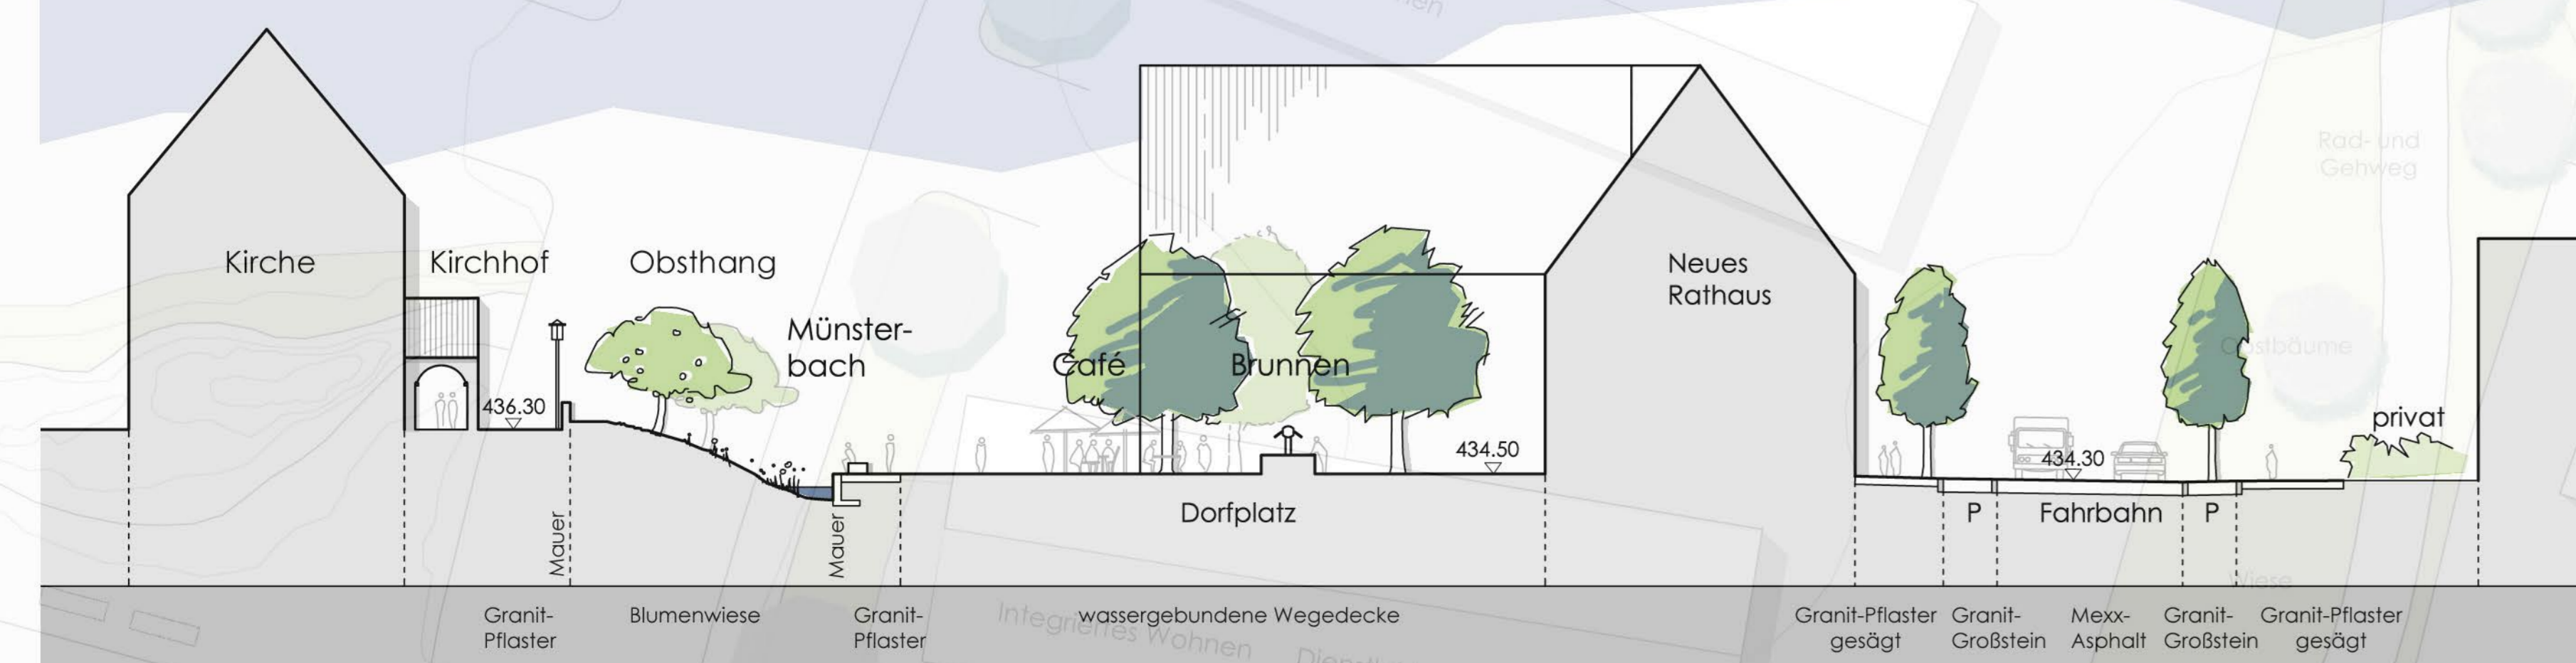 Kirche
Kirchhof
Obsthang
Münster-
bach
Café
Brunnen
Neues
Rathaus
Rad- und
Gehweg
Obstbäume
privat
436.30
434.50
434.30
Mauer
Mauer
Dorfplatz
P
Fahrbahn
P
Wiese
Granit-
Pflaster
Blumenwiese
Granit-
Pflaster
wassergebundene Wegedecke
Integriertes Wohnen
Granit-Pflaster
gesägt
Granit-
Großstein
Mexx-
Asphalt
Granit-
Großstein
Granit-Pflaster
gesägt